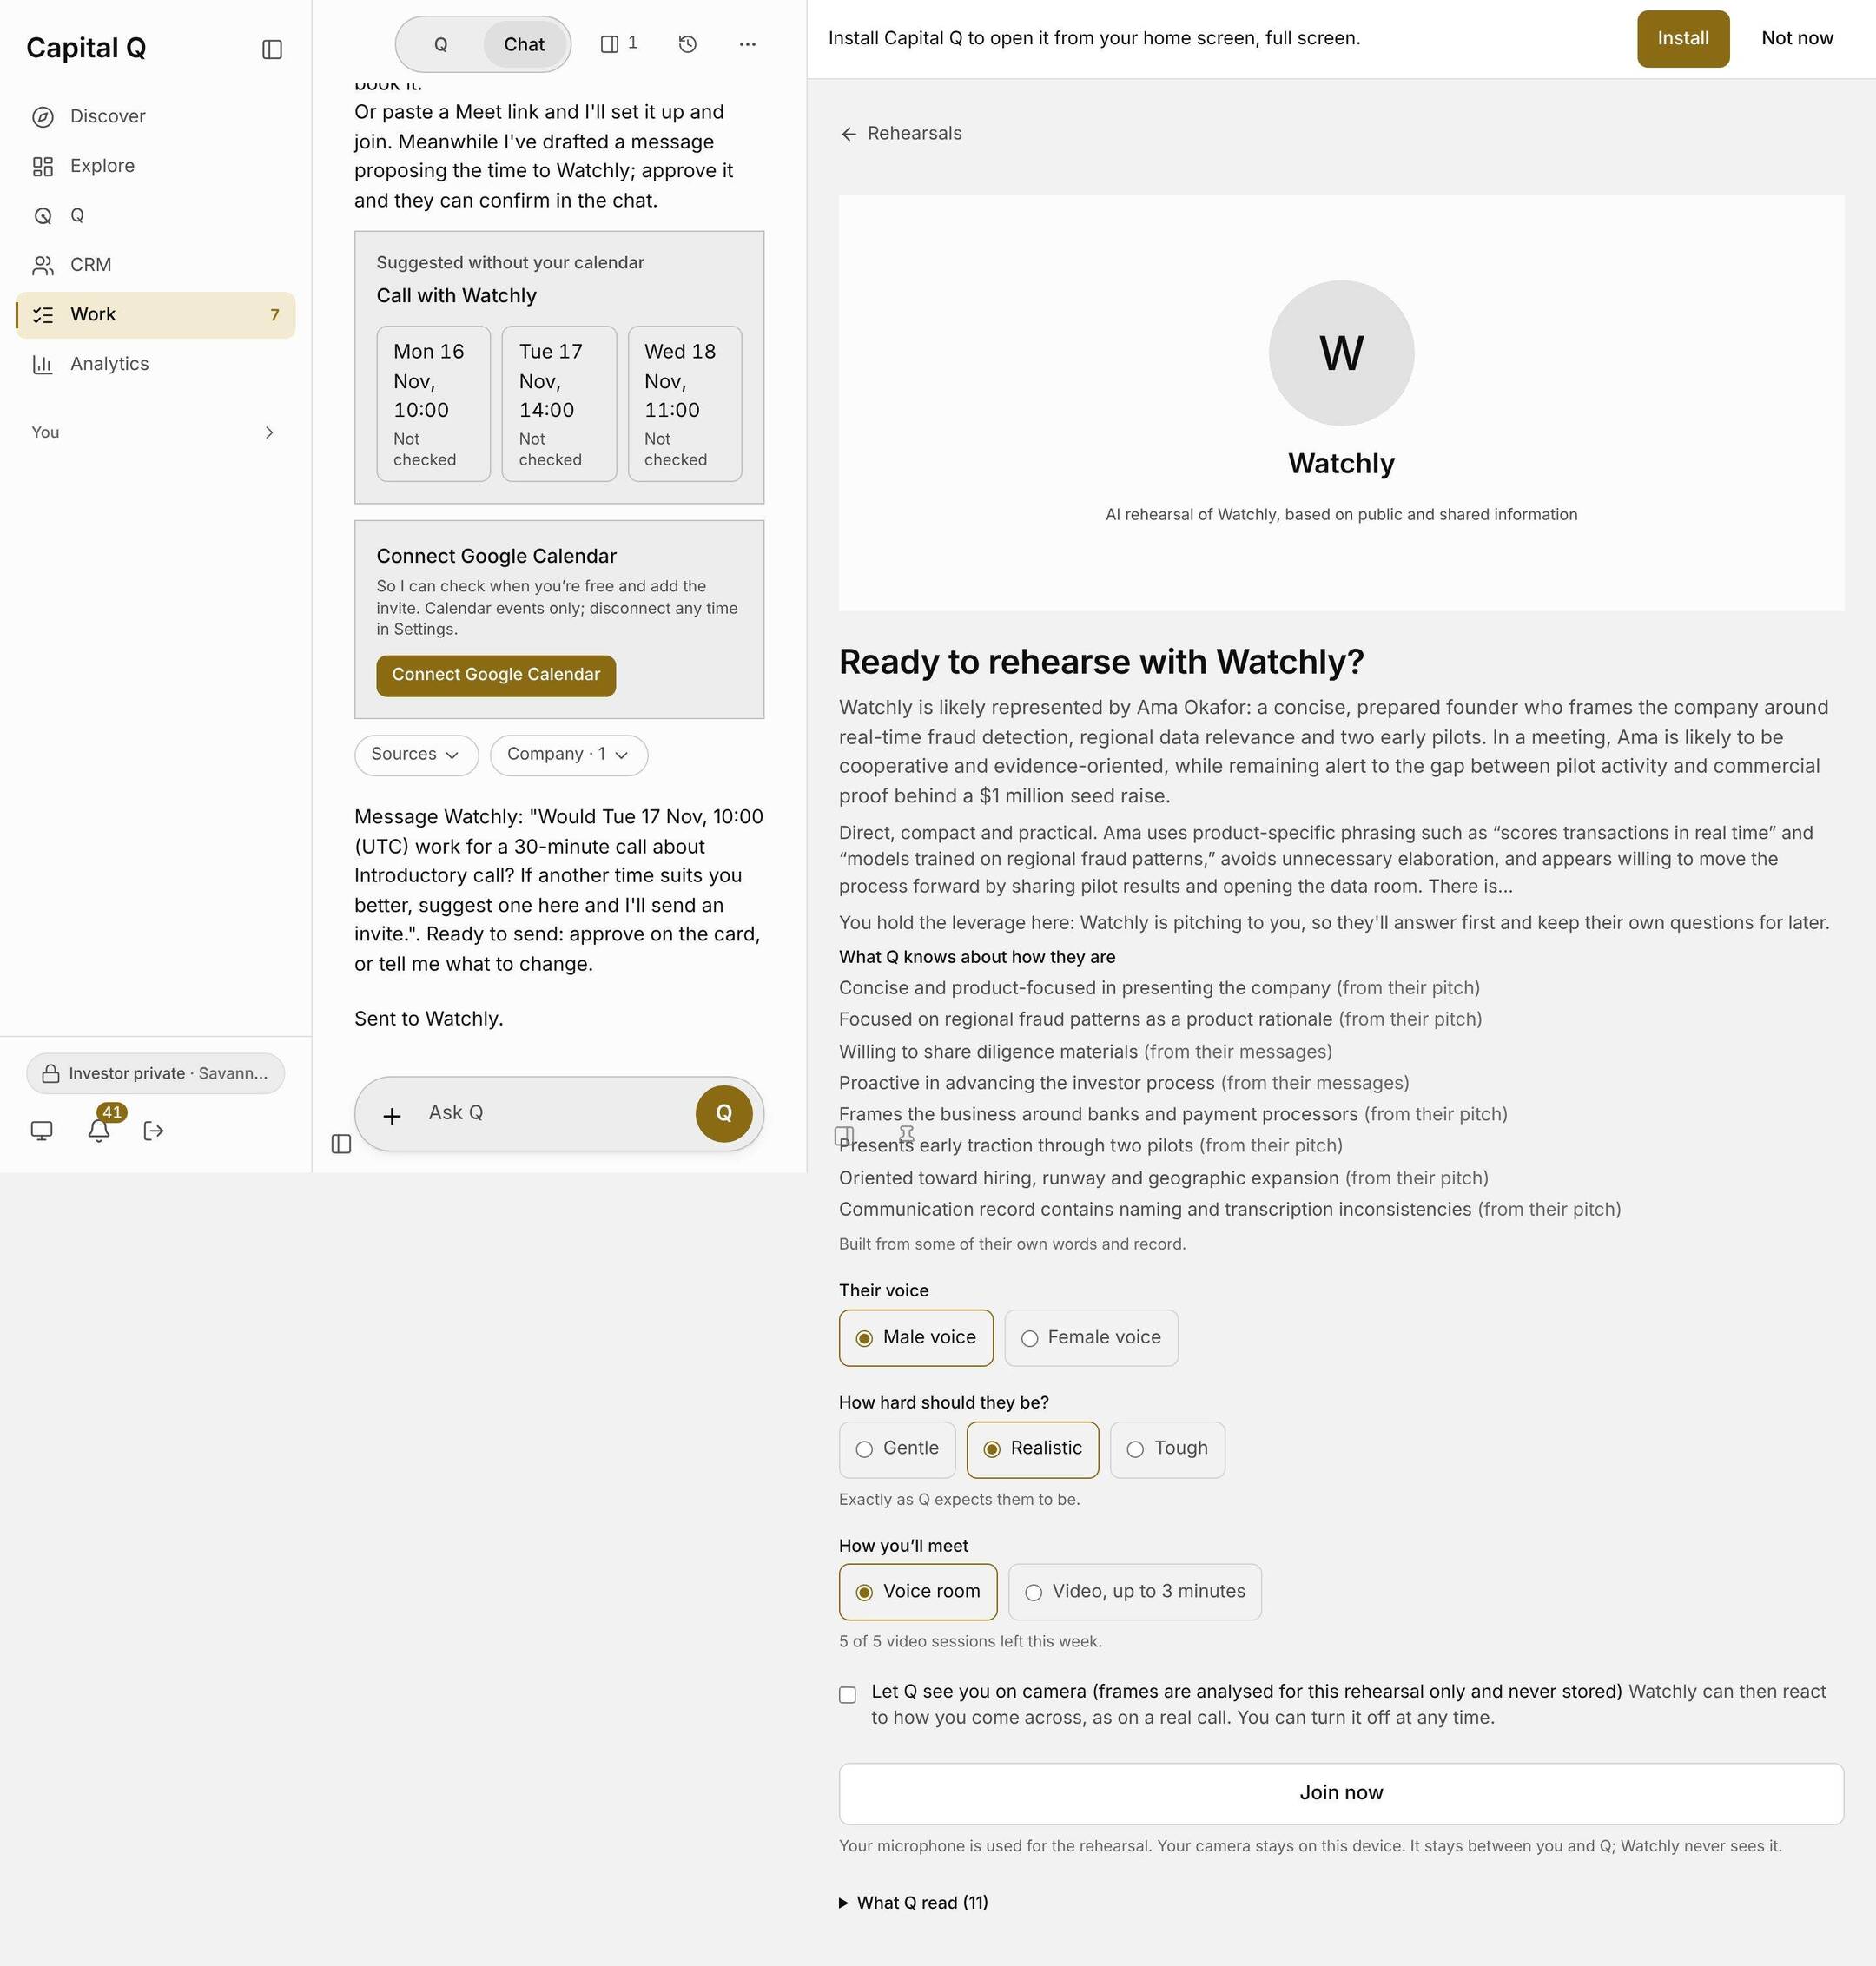 Capital Q
Discover
Explore
Q
CRM
Work 7
Analytics
You
Investor private · Savann...
41
Q Chat 1
book it.
Or paste a Meet link and I'll set it up and
join. Meanwhile I've drafted a message
proposing the time to Watchly; approve it
and they can confirm in the chat.
Suggested without your calendar
Call with Watchly
Mon 16 Nov, 10:00 Not checked
Tue 17 Nov, 14:00 Not checked
Wed 18 Nov, 11:00 Not checked
Connect Google Calendar
So I can check when you’re free and add the
invite. Calendar events only; disconnect any time
in Settings.
Connect Google Calendar
Sources Company · 1
Message Watchly: "Would Tue 17 Nov, 10:00
(UTC) work for a 30-minute call about
Introductory call? If another time suits you
better, suggest one here and I'll send an
invite.". Ready to send: approve on the card,
or tell me what to change.
Sent to Watchly.
Ask Q Q
Install Capital Q to open it from your home screen, full screen. Install Not now
Rehearsals
W
Watchly
AI rehearsal of Watchly, based on public and shared information
Ready to rehearse with Watchly?
Watchly is likely represented by Ama Okafor: a concise, prepared founder who frames the company around
real-time fraud detection, regional data relevance and two early pilots. In a meeting, Ama is likely to be
cooperative and evidence-oriented, while remaining alert to the gap between pilot activity and commercial
proof behind a $1 million seed raise.
Direct, compact and practical. Ama uses product-specific phrasing such as “scores transactions in real time” and
“models trained on regional fraud patterns,” avoids unnecessary elaboration, and appears willing to move the
process forward by sharing pilot results and opening the data room. There is...
You hold the leverage here: Watchly is pitching to you, so they'll answer first and keep their own questions for later.
What Q knows about how they are
Concise and product-focused in presenting the company (from their pitch)
Focused on regional fraud patterns as a product rationale (from their pitch)
Willing to share diligence materials (from their messages)
Proactive in advancing the investor process (from their messages)
Frames the business around banks and payment processors (from their pitch)
Presents early traction through two pilots (from their pitch)
Oriented toward hiring, runway and geographic expansion (from their pitch)
Communication record contains naming and transcription inconsistencies (from their pitch)
Built from some of their own words and record.
Their voice
Male voice Female voice
How hard should they be?
Gentle Realistic Tough
Exactly as Q expects them to be.
How you’ll meet
Voice room Video, up to 3 minutes
5 of 5 video sessions left this week.
Let Q see you on camera (frames are analysed for this rehearsal only and never stored) Watchly can then react
to how you come across, as on a real call. You can turn it off at any time.
Join now
Your microphone is used for the rehearsal. Your camera stays on this device. It stays between you and Q; Watchly never sees it.
What Q read (11)